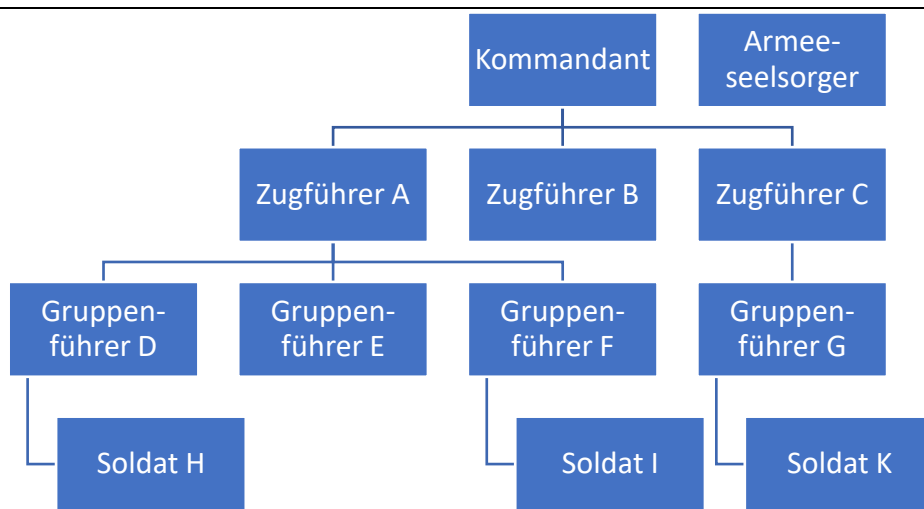 Kommandant
Armee-
seelsorger
Zugführer A
Zugführer B
Zugführer C
Gruppen-
führer D
Gruppen-
führer E
Gruppen-
führer F
Gruppen-
führer G
Soldat H
Soldat I
Soldat K